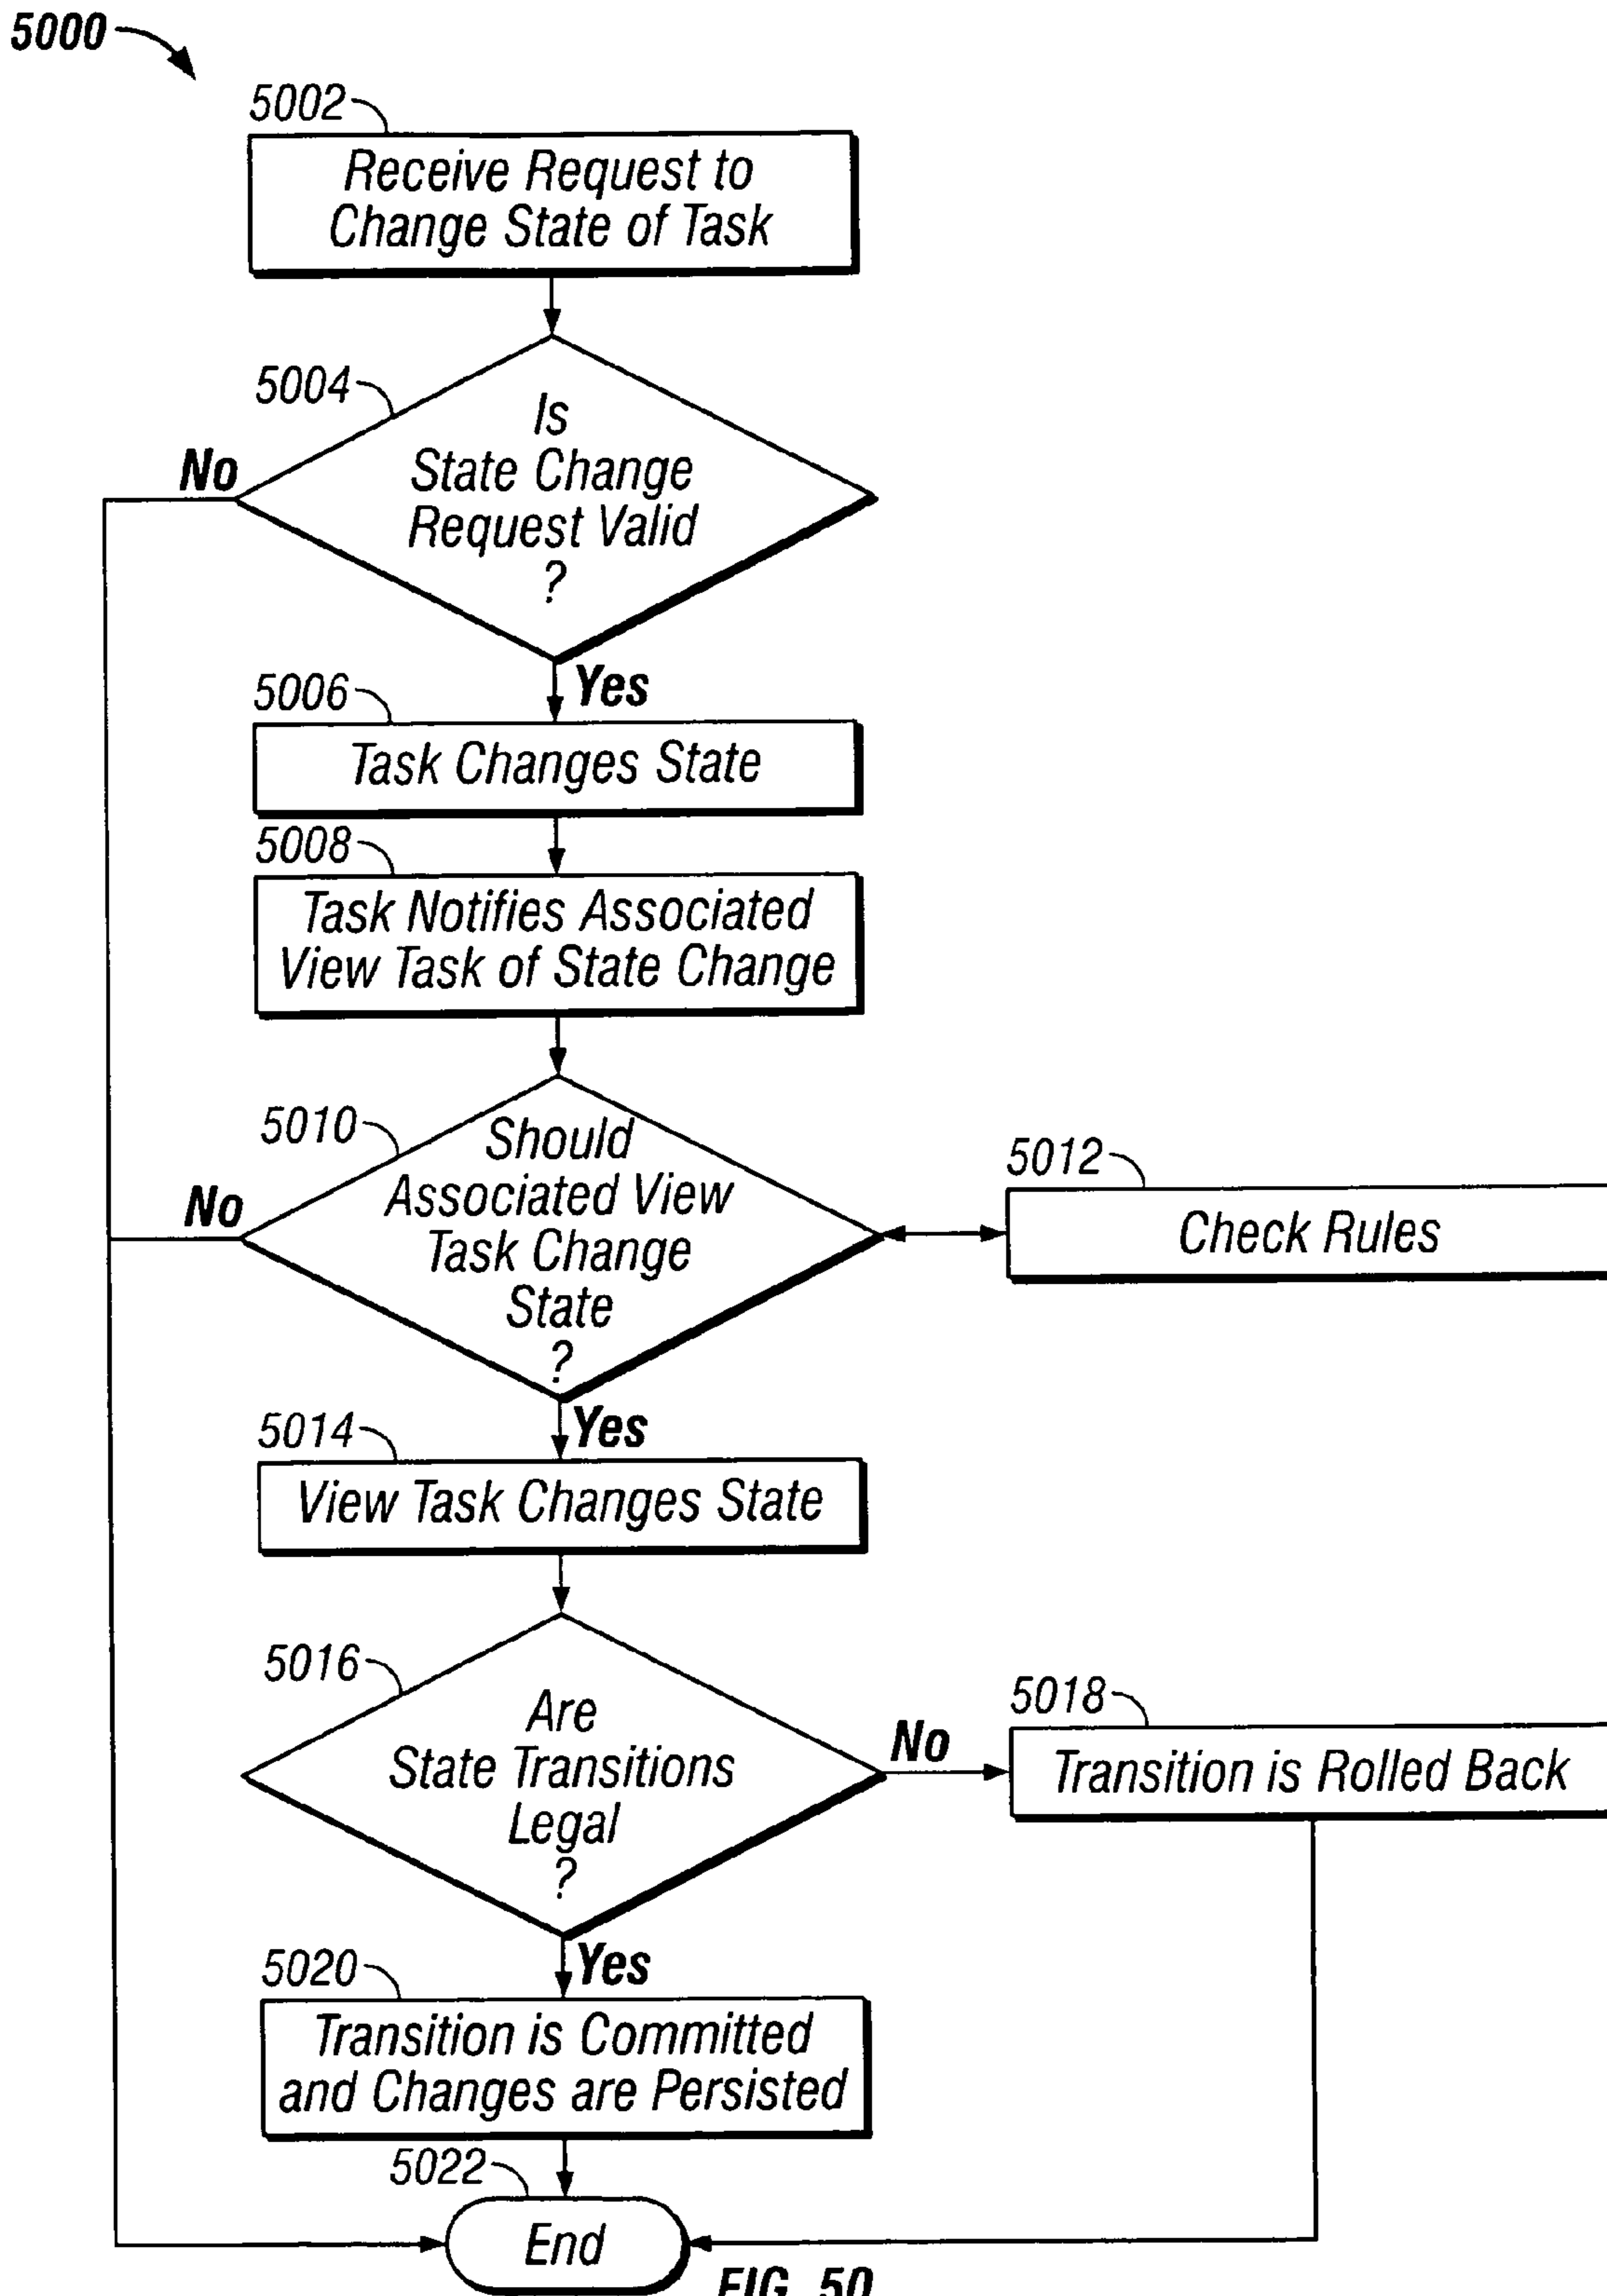 5000
5002
Receive Request to
Change State of Task
5004
Is
State Change
Request Valid
?
No
Yes
5006
Task Changes State
5008
Task Notifies Associated
View Task of State Change
5010
Should
Associated View
Task Change
State
?
No
5012
Check Rules
Yes
5014
View Task Changes State
5016
Are
State Transitions
Legal
?
No
5018
Transition is Rolled Back
Yes
5020
Transition is Committed
and Changes are Persisted
5022
End
FIG. 50